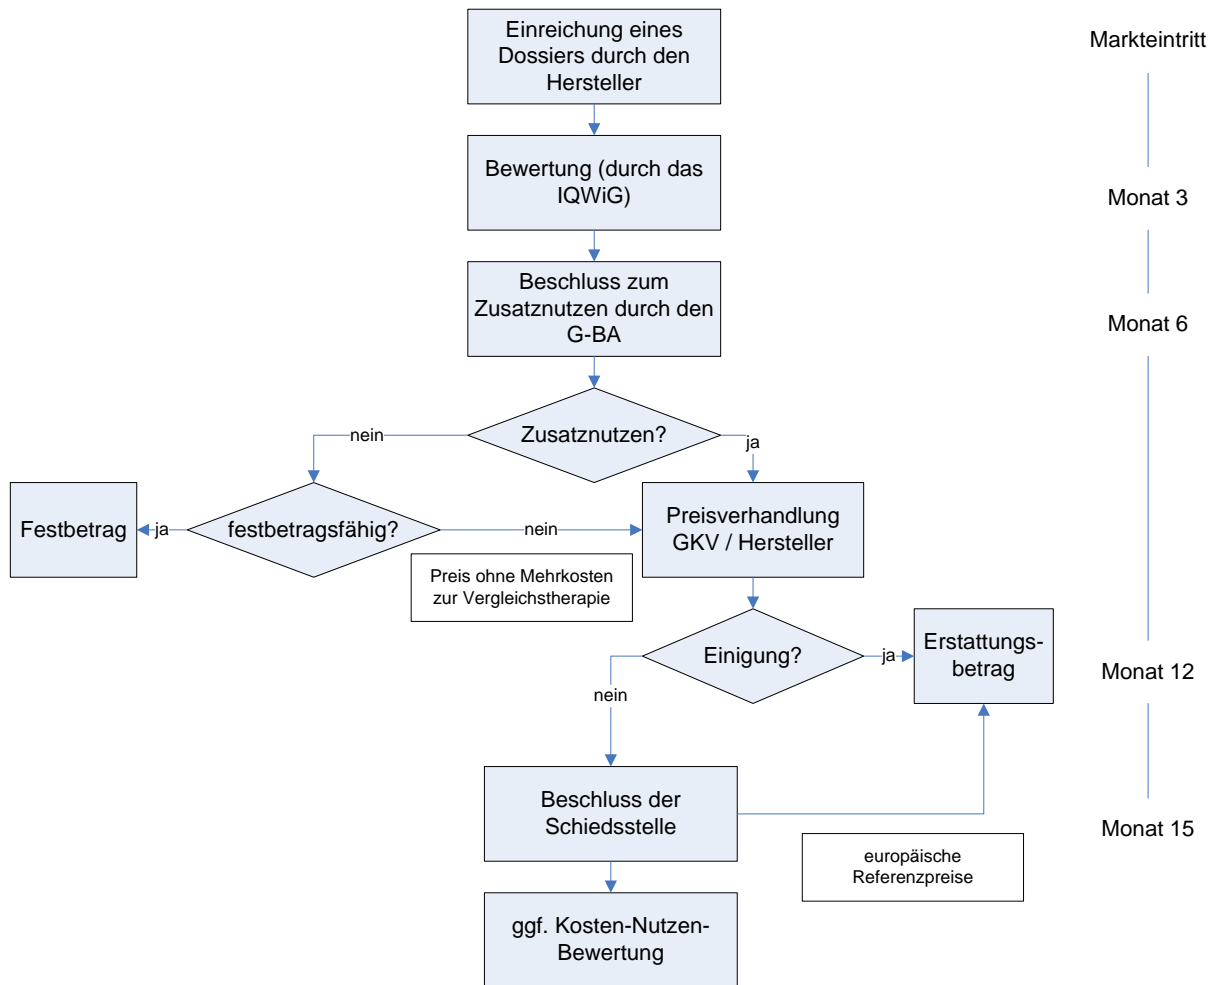 Einreichung eines
Dossiers durch den
Hersteller
Markteintritt
Bewertung (durch das
IQWiG)
Monat 3
Beschluss zum
Zusatznutzen durch den
G-BA
Monat 6
Zusatznutzen?
nein
ja
Festbetrag
ja
festbetragsfähig?
nein
Preisverhandlung
GKV / Hersteller
Preis ohne Mehrkosten
zur Vergleichstherapie
Einigung?
ja
Erstattungs-
betrag
Monat 12
nein
Beschluss der
Schiedsstelle
Monat 15
europäische
Referenzpreise
ggf. Kosten-Nutzen-
Bewertung